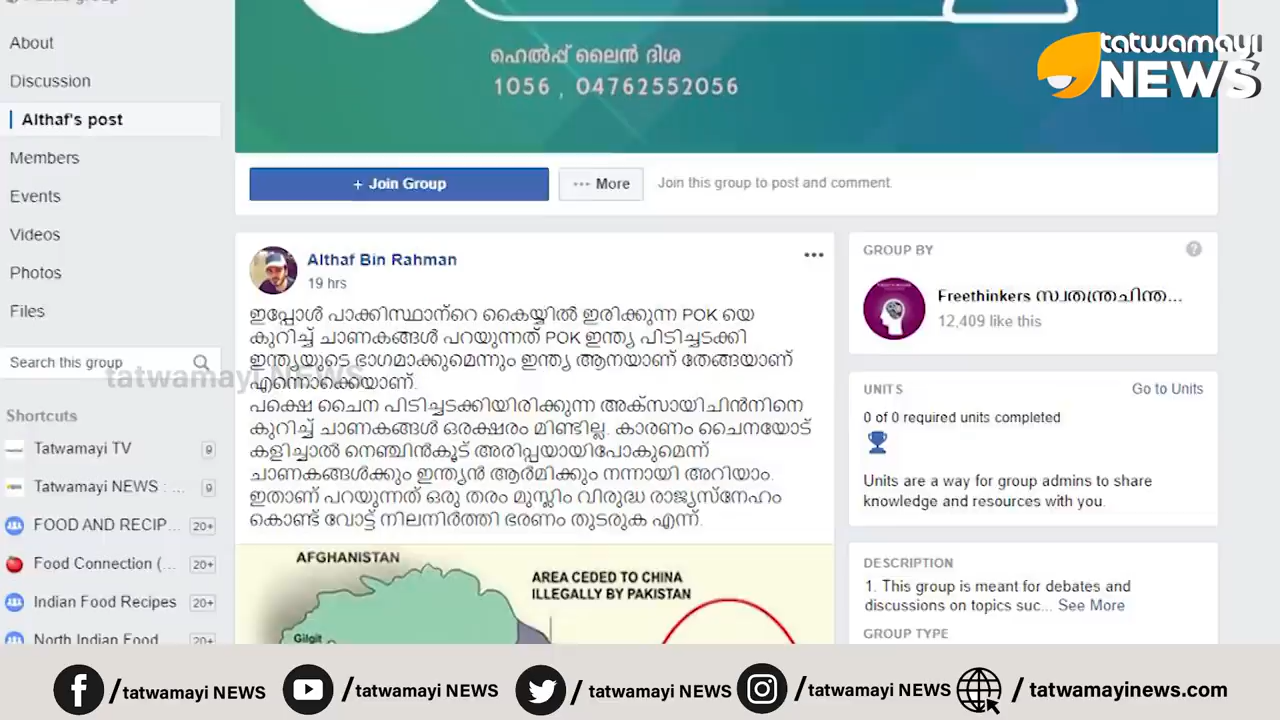 ഹെൽപ്പ് ലൈൻ ദിശ
1056 , 04762552056
tatwamayi
NEWS
About
Discussion
Althaf's post
Members
Events
Videos
Photos
Files
Search this group
Shortcuts
Tatwamayi TV 9
Tatwamayi NEWS : ... 9
FOOD AND RECIP... 20+
Food Connection (... 20+
Indian Food Recipes 20+
North Indian Food 20+
+ Join Group
··· More
Join this group to post and comment.
Althaf Bin Rahman
19 hrs
ഇപ്പോൾ പാക്കിസ്ഥാന്റെ കൈയ്യിൽ ഇരിക്കുന്ന POK യെ
കുറിച്ച് ചാണകങ്ങൾ പറയുന്നത് POK ഇന്ത്യ പിടിച്ചടക്കി
ഇന്ത്യയുടെ ഭാഗമാക്കുമെന്നും ഇന്ത്യ ആനയാണ് തേങ്ങയാണ്
എന്നൊക്കെയാണ്.
പക്ഷെ ചൈന പിടിച്ചടക്കിയിരിക്കുന്ന അക്സായിചിൻനിനെ
കുറിച്ച് ചാണകങ്ങൾ ഒരക്ഷരം മിണ്ടില്ല. കാരണം ചൈനയോട്
കളിച്ചാൽ നെഞ്ചിൻകൂട് അരിപ്പയായിപോകുമെന്ന്
ചാണകങ്ങൾക്കും ഇന്ത്യൻ ആർമിക്കും നന്നായി അറിയാം.
ഇതാണ് പറയുന്നത് ഒരു തരം മുസ്ലിം വിരുദ്ധ രാജ്യസ്നേഹം
കൊണ്ട് വോട്ട് നിലനിർത്തി ഭരണം തുടരുക എന്ന്.
tatwamayi NEWS
AFGHANISTAN
AREA CEDED TO CHINA
ILLEGALLY BY PAKISTAN
Gilgit
GROUP BY
Freethinkers സ്വതന്ത്രചിന്ത...
12,409 like this
UNITS Go to Units
0 of 0 required units completed
Units are a way for group admins to share
knowledge and resources with you.
DESCRIPTION
1. This group is meant for debates and
discussions on topics suc... See More
GROUP TYPE
/tatwamayi NEWS /tatwamayi NEWS / tatwamayi NEWS /tatwamayi NEWS / tatwamayinews.com